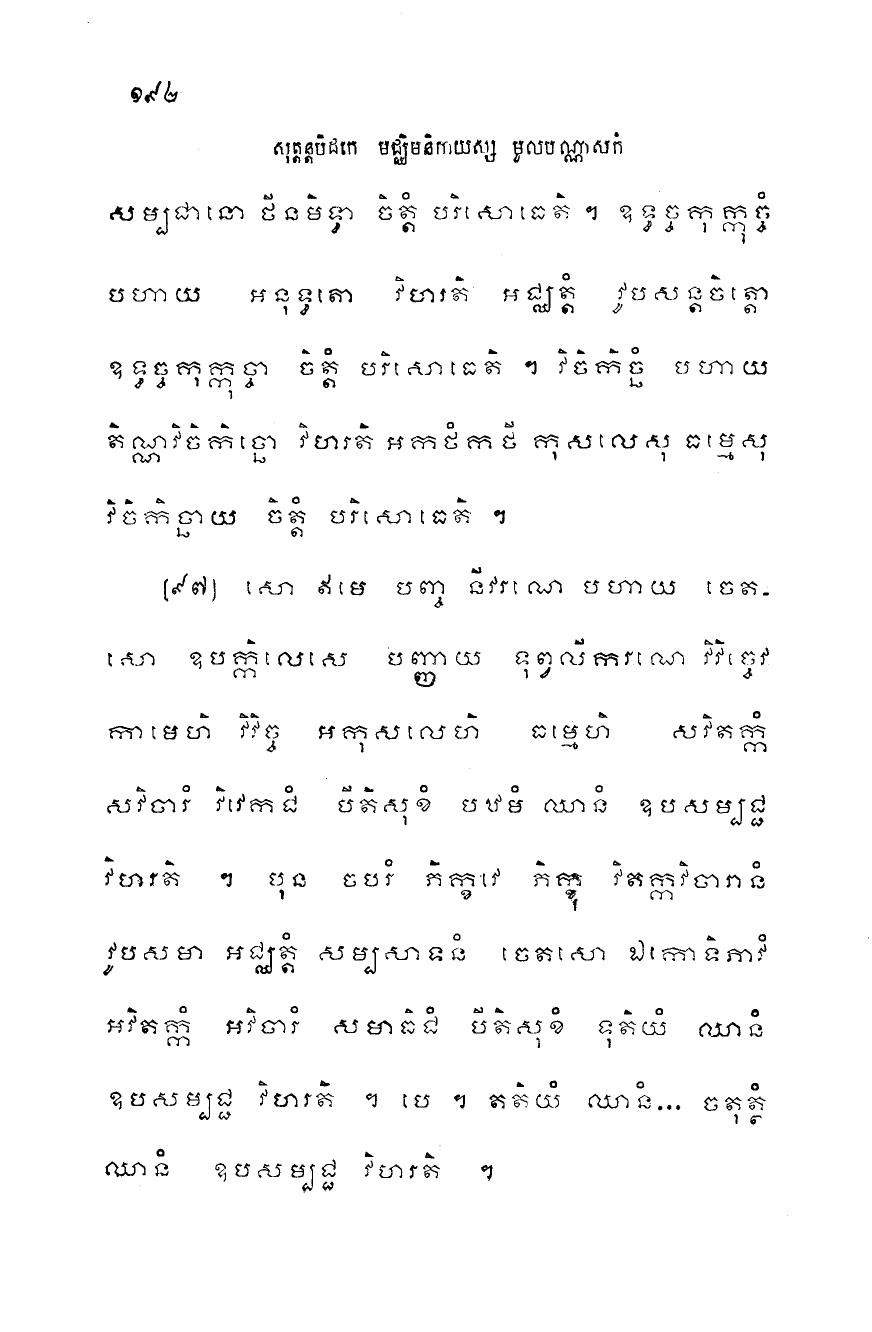 ១៩៤
សុត្តន្តបិដកេ មជ្ឈិមនិកាយស្ស មូលបណ្ណាសកំ
សម្បជានោ ថីនមិទ្ធា ចិត្តំ បរិសោធេតិ ។ ឧទ្ធច្ចកុក្កុច្ចំ
បហាយ អនុទ្ធតោ វិហរតិ អជ្ឈត្តំ វូបសន្តចិត្តោ
ឧទ្ធច្ចកុក្កុច្ចា ចិត្តំ បរិសោធេតិ ។ វិចិកិច្ឆំ បហាយ
តិណ្ណវិចិកិច្ឆោ វិហរតិ អកថំកថី កុសលេសុ ធម្មេសុ
វិចិកិច្ឆាយ ចិត្តំ បរិសោធេតិ ។
[៩៧] សោ ឥមេ បញ្ច នីវរណេ បហាយ ចេត-
សោ ឧបក្កិលេសេ បញ្ញាយ ទុព្វលីករណេ វិវិច្ចេវ
កាមេហិ វិវិច្ច អកុសលេហិ ធម្មេហិ សវិតក្កំ
សវិចារំ វិវេកជំ បីតិសុខំ បឋមំ ឈានំ ឧបសម្បជ្ជ
វិហរតិ ។ បុន ចបរំ ភិក្ខវេ ភិក្ខុ វិតក្កវិចារានំ
វូបសមា អជ្ឈត្តំ សម្បសាទនំ ចេតសោ ឯកោទិភាវំ
អវិតក្កំ អវិចារំ សមាធិជំ បីតិសុខំ ទុតិយំ ឈានំ
ឧបសម្បជ្ជ វិហរតិ ។ បេ ។ តតិយំ ឈានំ... ចតុត្ថំ
ឈានំ ឧបសម្បជ្ជ វិហរតិ ។